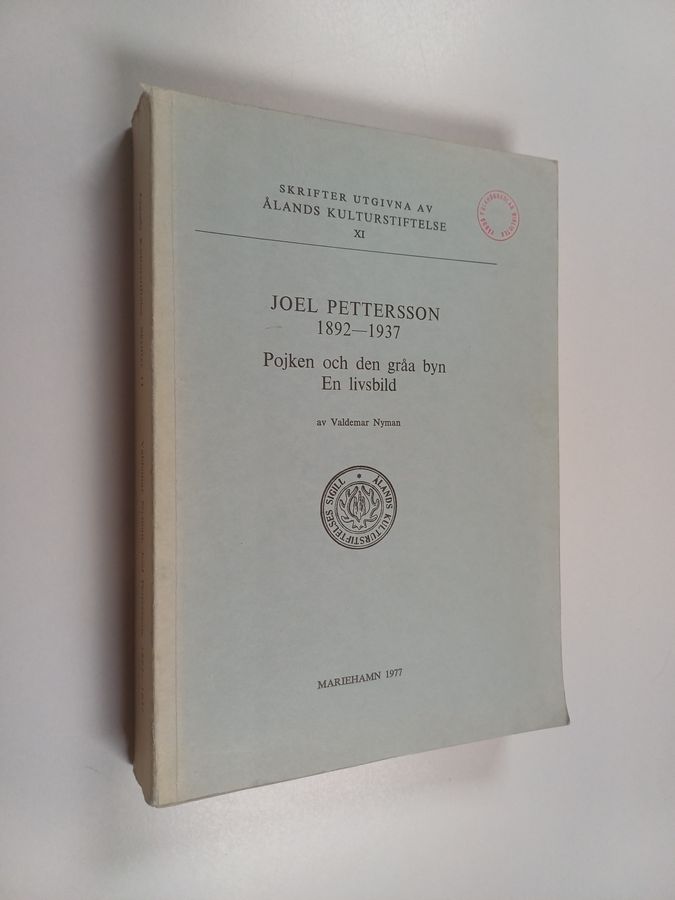 SKRIFTER UTGIVNA AV
ÅLANDS KULTURSTIFTELSE
XI
JOEL PETTERSSON
1892—1937
Pojken och den gråa byn
En livsbild
av Valdemar Nyman
ÅLANDS KULTURSTIFTELSES SIGILL
MARIEHAMN 1977